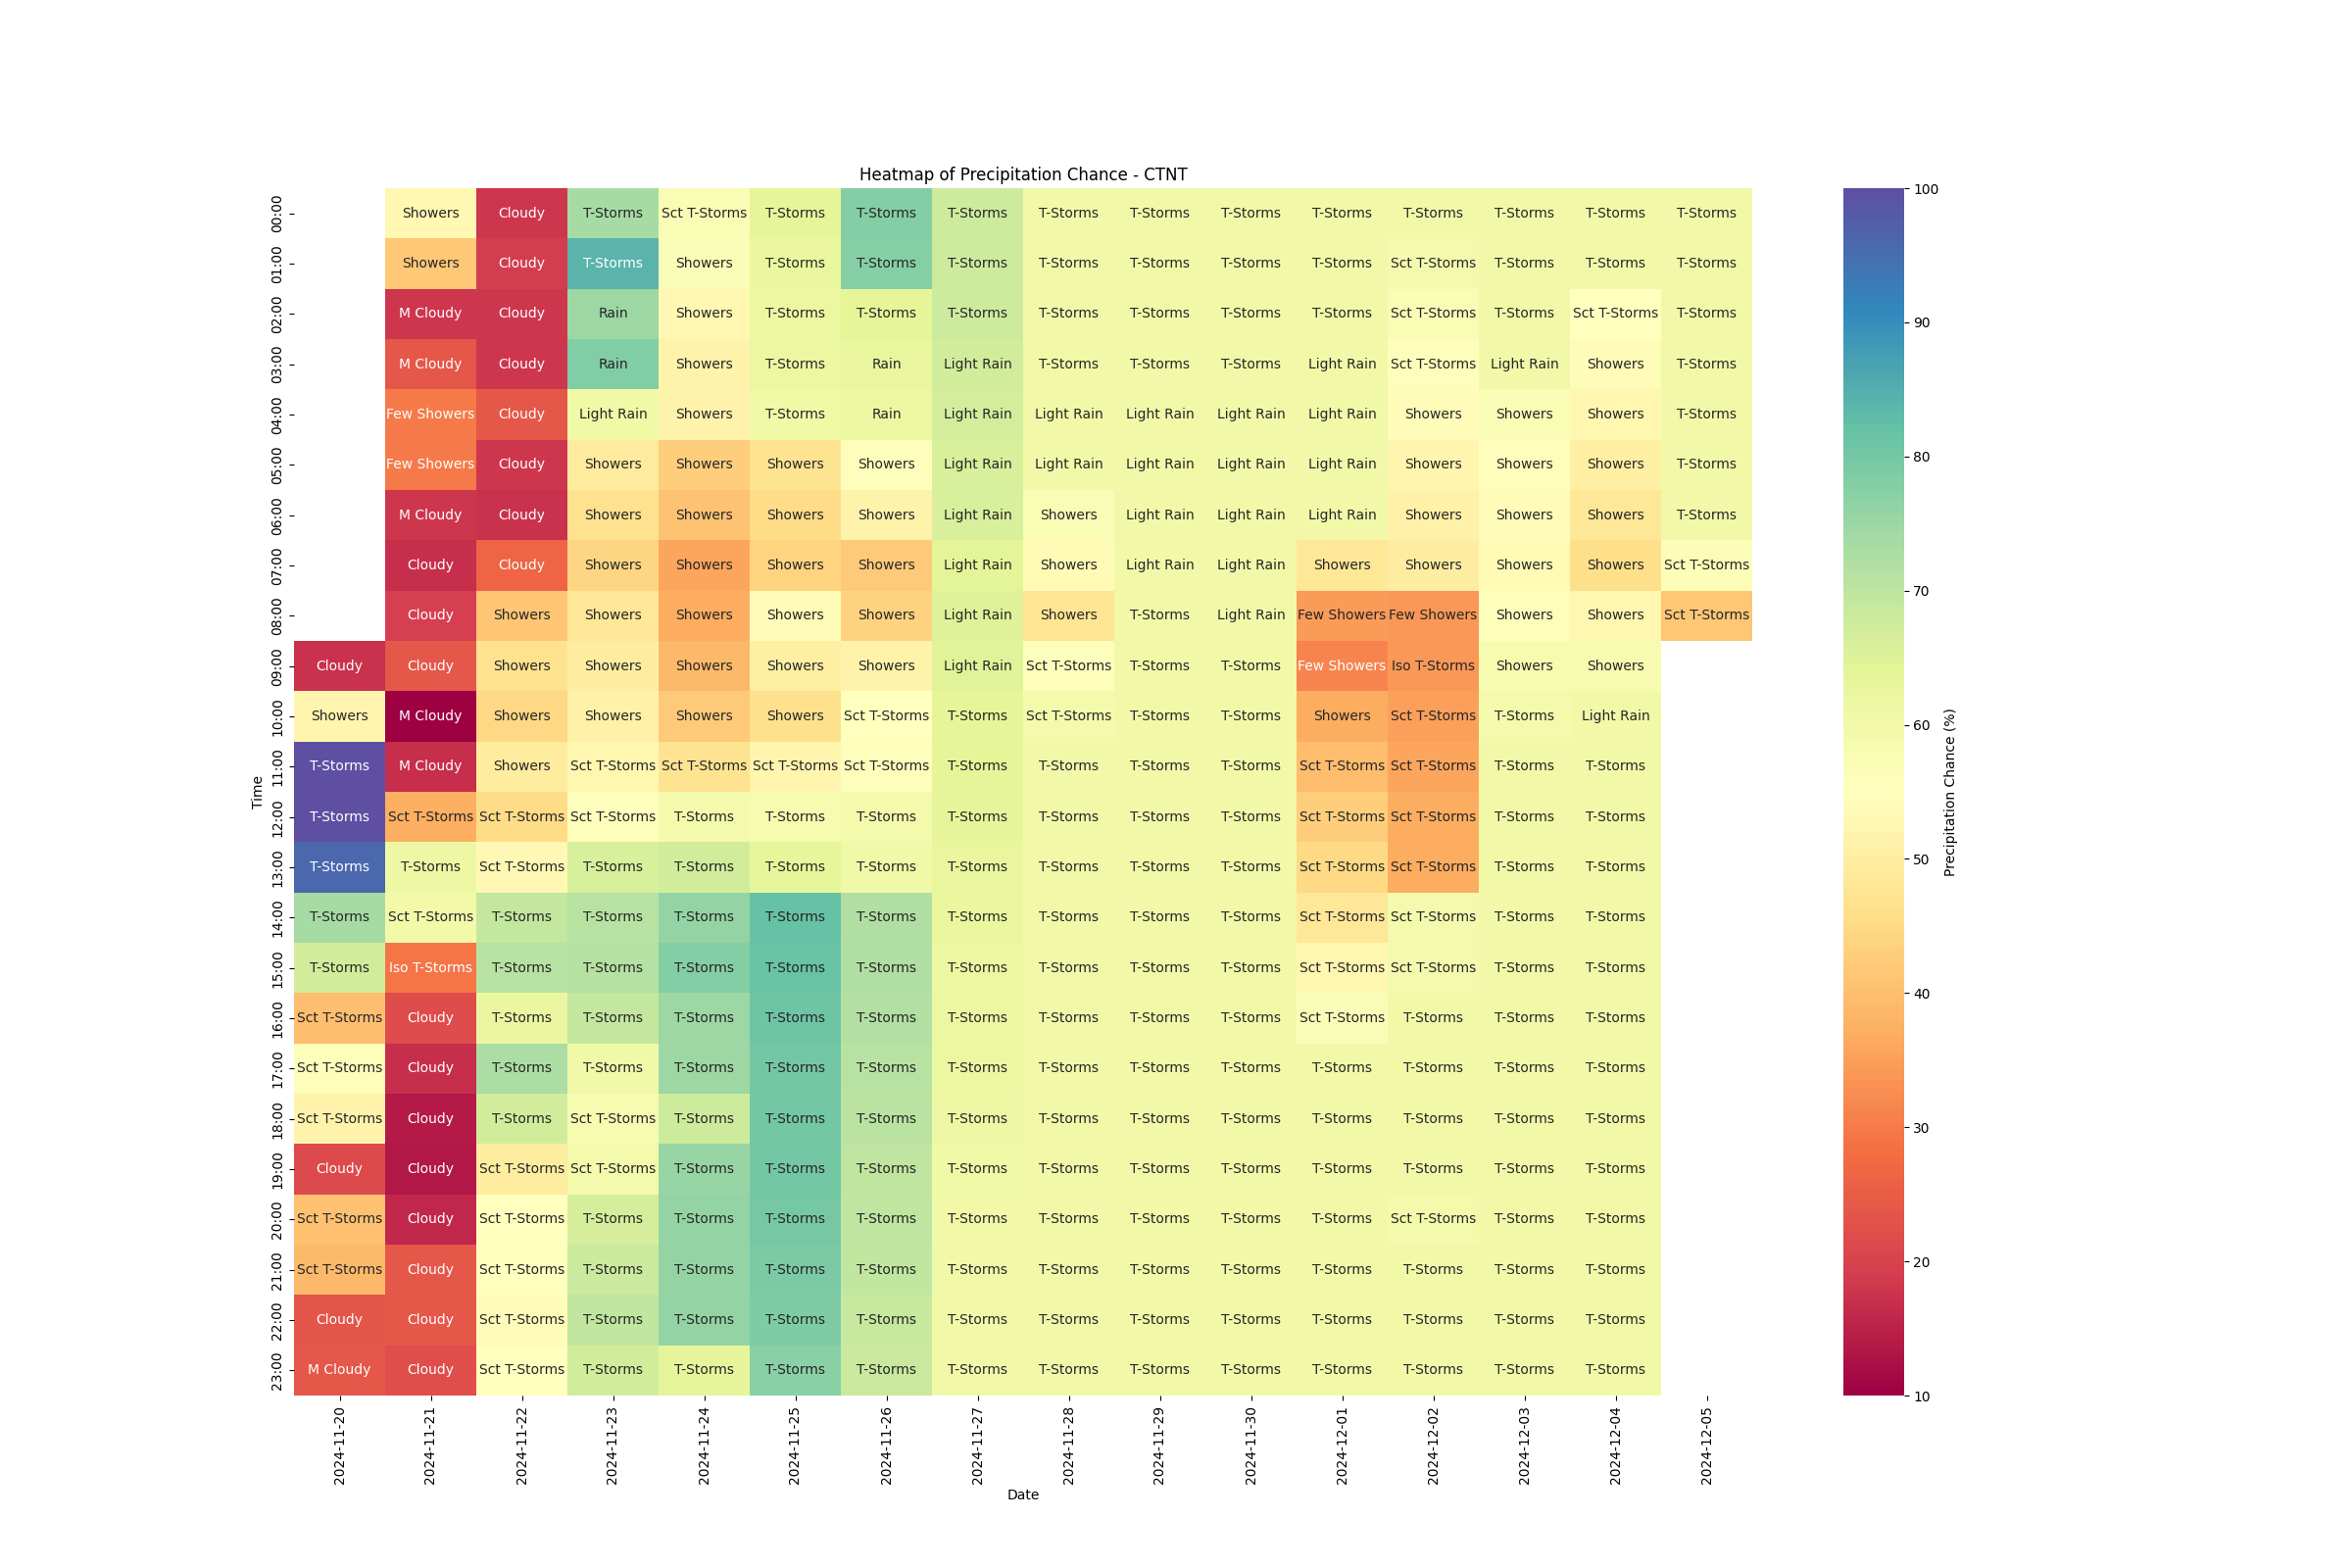 Heatmap of Precipitation Chance - CTNT
00:00 Showers Cloudy T-Storms Sct T-Storms T-Storms T-Storms T-Storms T-Storms T-Storms T-Storms T-Storms T-Storms T-Storms T-Storms T-Storms
01:00 Showers Cloudy T-Storms Showers T-Storms T-Storms T-Storms T-Storms T-Storms T-Storms T-Storms Sct T-Storms T-Storms T-Storms T-Storms
02:00 M Cloudy Cloudy Rain Showers T-Storms T-Storms T-Storms T-Storms T-Storms T-Storms T-Storms Sct T-Storms T-Storms Sct T-Storms T-Storms
03:00 M Cloudy Cloudy Rain Showers T-Storms Rain Light Rain T-Storms T-Storms T-Storms Light Rain Sct T-Storms Light Rain Showers T-Storms
04:00 Few Showers Cloudy Light Rain Showers T-Storms Rain Light Rain Light Rain Light Rain Light Rain Light Rain Showers Showers Showers T-Storms
05:00 Few Showers Cloudy Showers Showers Showers Showers Light Rain Light Rain Light Rain Light Rain Light Rain Showers Showers Showers T-Storms
06:00 M Cloudy Cloudy Showers Showers Showers Showers Light Rain Showers Light Rain Light Rain Light Rain Showers Showers Showers T-Storms
07:00 Cloudy Cloudy Showers Showers Showers Showers Light Rain Showers Light Rain Light Rain Showers Showers Showers Showers Sct T-Storms
08:00 Cloudy Showers Showers Showers Showers Showers Light Rain Showers T-Storms Light Rain Few Showers Few Showers Showers Showers Sct T-Storms
09:00 Cloudy Cloudy Showers Showers Showers Showers Showers Light Rain Sct T-Storms T-Storms T-Storms Few Showers Iso T-Storms Showers Showers
10:00 Showers M Cloudy Showers Showers Showers Showers Sct T-Storms T-Storms Sct T-Storms T-Storms T-Storms Showers Sct T-Storms T-Storms Light Rain
11:00 T-Storms M Cloudy Showers Sct T-Storms Sct T-Storms Sct T-Storms Sct T-Storms T-Storms T-Storms T-Storms T-Storms Sct T-Storms Sct T-Storms T-Storms T-Storms
12:00 T-Storms Sct T-Storms Sct T-Storms Sct T-Storms T-Storms T-Storms T-Storms T-Storms T-Storms T-Storms T-Storms Sct T-Storms Sct T-Storms T-Storms T-Storms
13:00 T-Storms T-Storms Sct T-Storms T-Storms T-Storms T-Storms T-Storms T-Storms T-Storms T-Storms T-Storms Sct T-Storms Sct T-Storms T-Storms T-Storms
14:00 T-Storms Sct T-Storms T-Storms T-Storms T-Storms T-Storms T-Storms T-Storms T-Storms T-Storms T-Storms Sct T-Storms Sct T-Storms T-Storms T-Storms
15:00 T-Storms Iso T-Storms T-Storms T-Storms T-Storms T-Storms T-Storms T-Storms T-Storms T-Storms T-Storms Sct T-Storms Sct T-Storms T-Storms T-Storms
16:00 Sct T-Storms Cloudy T-Storms T-Storms T-Storms T-Storms T-Storms T-Storms T-Storms T-Storms T-Storms Sct T-Storms T-Storms T-Storms T-Storms
17:00 Sct T-Storms Cloudy T-Storms T-Storms T-Storms T-Storms T-Storms T-Storms T-Storms T-Storms T-Storms T-Storms T-Storms T-Storms T-Storms
18:00 Sct T-Storms Cloudy T-Storms Sct T-Storms T-Storms T-Storms T-Storms T-Storms T-Storms T-Storms T-Storms T-Storms T-Storms T-Storms T-Storms
19:00 Cloudy Cloudy Sct T-Storms Sct T-Storms T-Storms T-Storms T-Storms T-Storms T-Storms T-Storms T-Storms T-Storms T-Storms T-Storms T-Storms
20:00 Sct T-Storms Cloudy Sct T-Storms T-Storms T-Storms T-Storms T-Storms T-Storms T-Storms T-Storms T-Storms T-Storms Sct T-Storms T-Storms T-Storms
21:00 Sct T-Storms Cloudy Sct T-Storms T-Storms T-Storms T-Storms T-Storms T-Storms T-Storms T-Storms T-Storms T-Storms T-Storms T-Storms T-Storms
22:00 Cloudy Cloudy Sct T-Storms T-Storms T-Storms T-Storms T-Storms T-Storms T-Storms T-Storms T-Storms T-Storms T-Storms T-Storms T-Storms
23:00 M Cloudy Cloudy Sct T-Storms T-Storms T-Storms T-Storms T-Storms T-Storms T-Storms T-Storms T-Storms T-Storms T-Storms T-Storms T-Storms
Time
2024-11-20 2024-11-21 2024-11-22 2024-11-23 2024-11-24 2024-11-25 2024-11-26 2024-11-27 2024-11-28 2024-11-29 2024-11-30 2024-12-01 2024-12-02 2024-12-03 2024-12-04 2024-12-05
Date
100
90
80
70
60
50
40
30
20
10
Precipitation Chance (%)